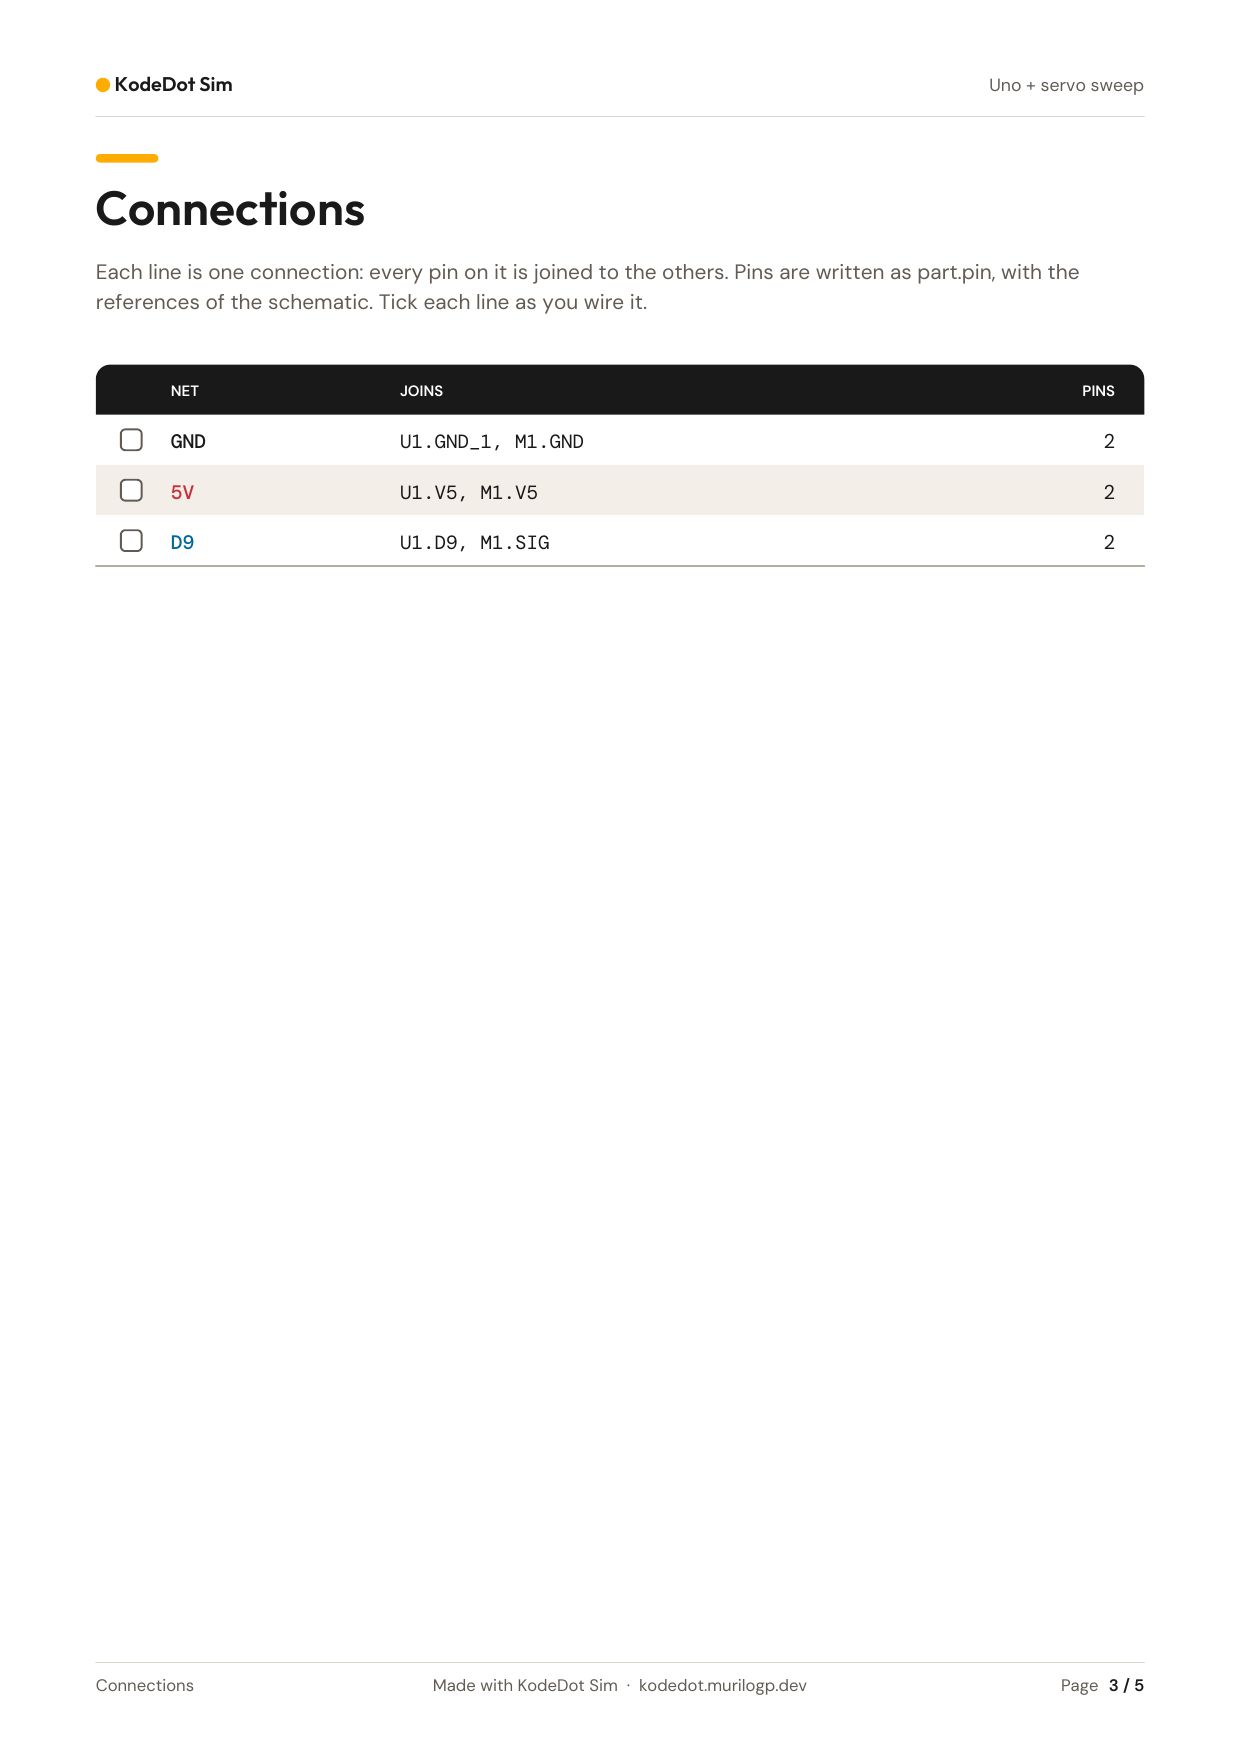 KodeDot Sim
Uno + servo sweep
Connections
Each line is one connection: every pin on it is joined to the others. Pins are written as part.pin, with the
references of the schematic. Tick each line as you wire it.
NET JOINS PINS
GND U1.GND_1, M1.GND 2
5V U1.V5, M1.V5 2
D9 U1.D9, M1.SIG 2
Connections
Made with KodeDot Sim · kodedot.murilogp.dev
Page 3 / 5